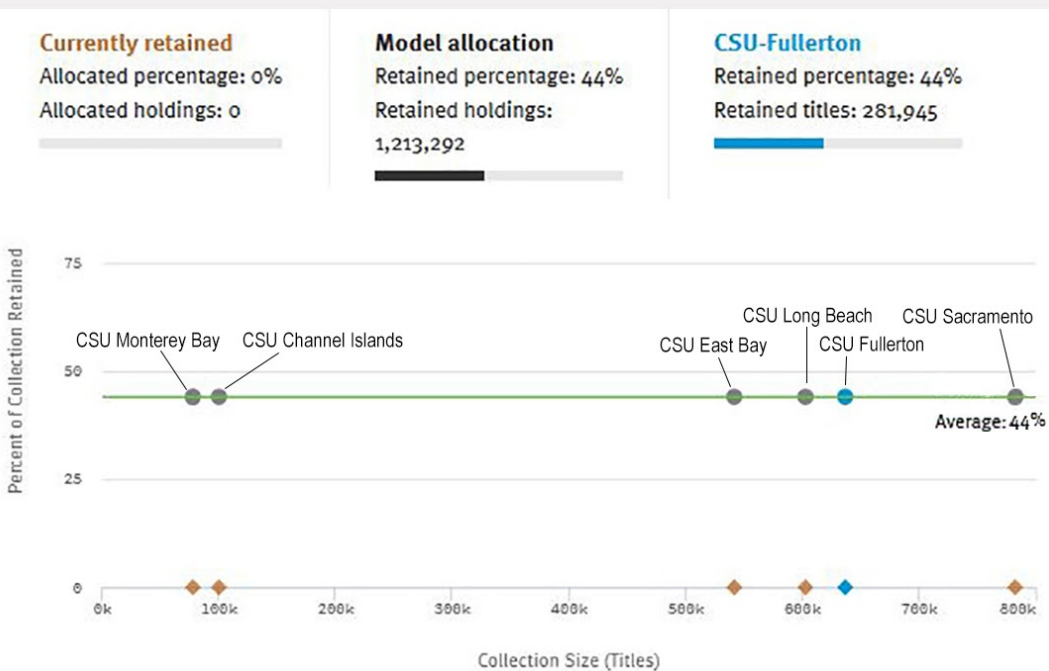 Currently retained
Allocated percentage: 0%
Allocated holdings: 0
Model allocation
Retained percentage: 44%
Retained holdings:
1,213,292
CSU-Fullerton
Retained percentage: 44%
Retained titles: 281,945
Percent of Collection Retained
75
50
25
0
CSU Monterey Bay
CSU Channel Islands
CSU East Bay
CSU Long Beach
CSU Fullerton
CSU Sacramento
Average: 44%
0k
100k
200k
300k
400k
500k
600k
700k
800k
Collection Size (Titles)